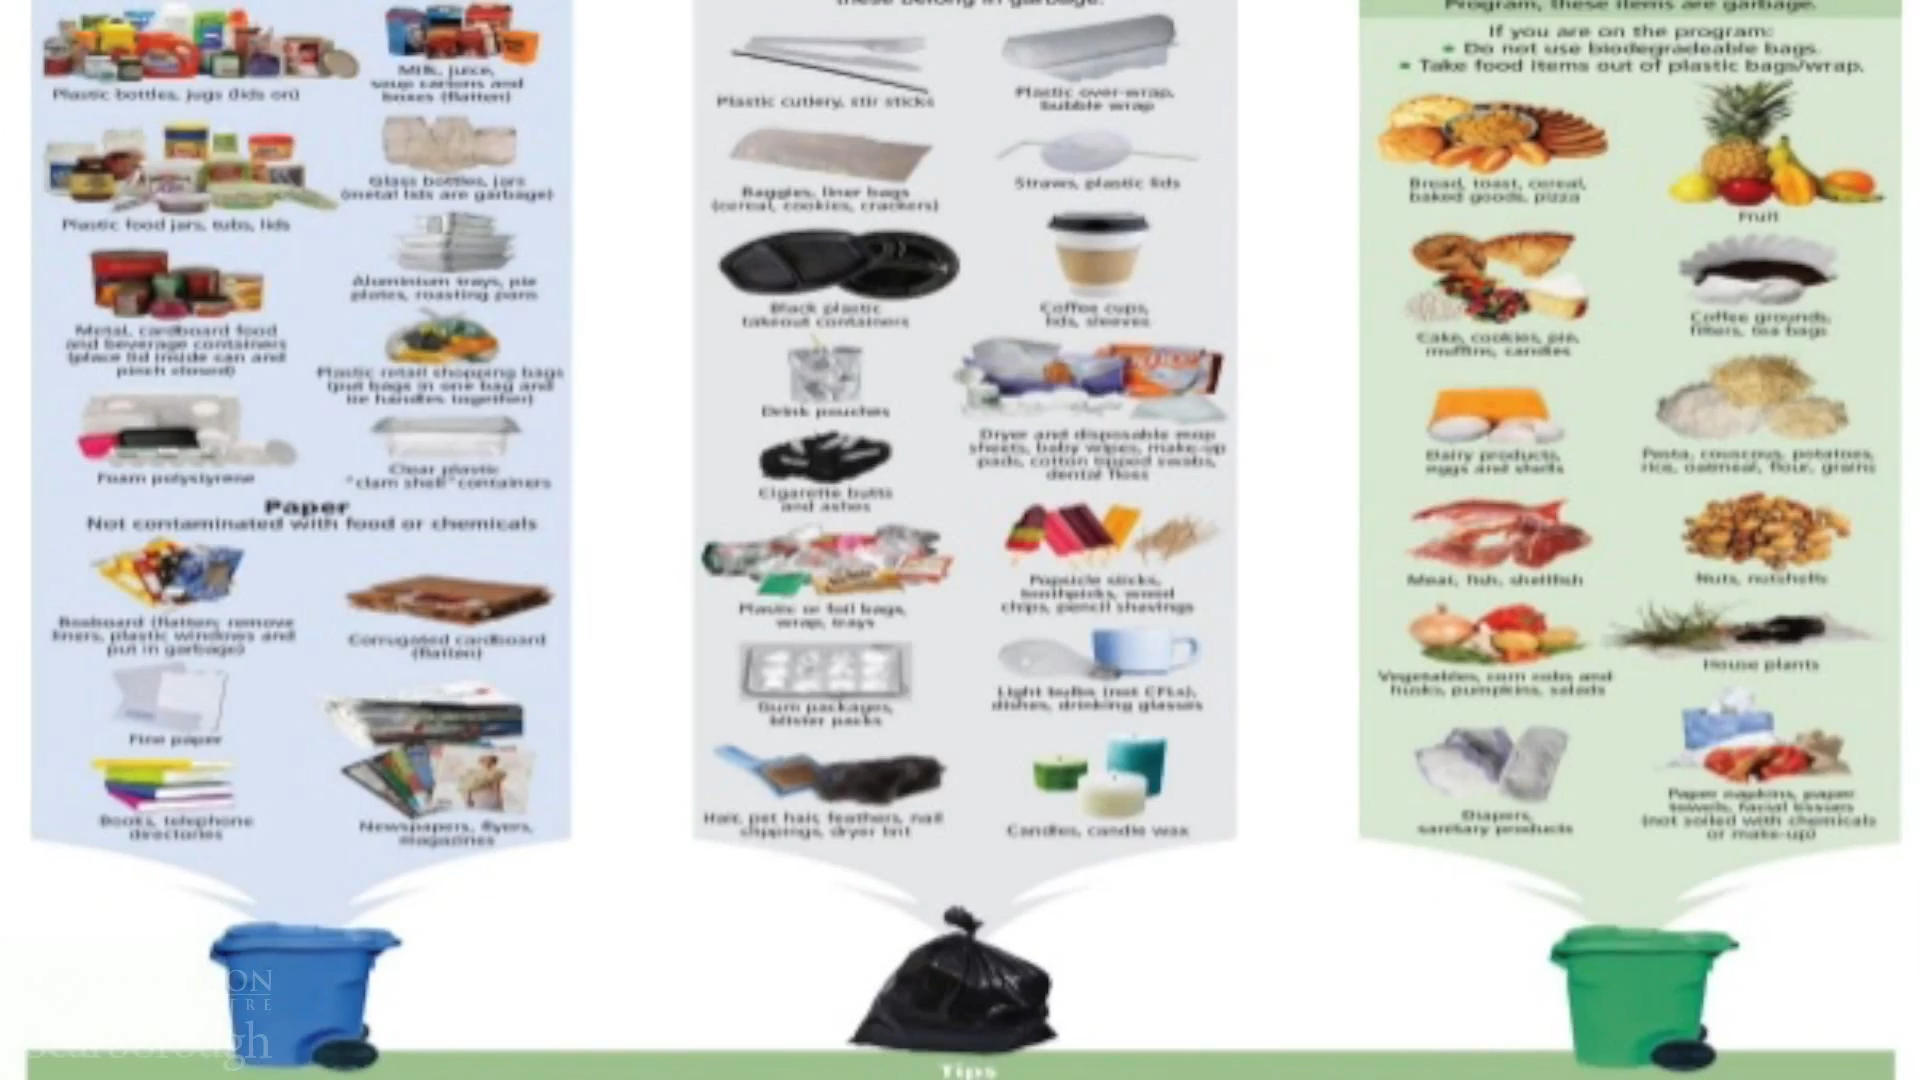 these belong in garbage.
Program, these items are garbage.
If you are on the program:
• Do not use biodegradeable bags.
• Take food items out of plastic bags/wrap.
Plastic bottles, jugs (lids on)
Milk, juice,
soup cartons and
boxes (flatten)
Plastic food jars, tubs, lids
Glass bottles, jars
(metal lids are garbage)
Aluminium trays, pie
plates, roasting pans
Metal, cardboard food
and beverage containers
(place lid inside can and
pinch closed)
Plastic retail shopping bags
(put bags in one bag and
tie handles together)
Foam polystyrene
Clear plastic
"clam shell" containers
Paper
Not contaminated with food or chemicals
Boxboard (flatten; remove
liners, plastic windows and
put in garbage)
Corrugated cardboard
(flatten)
Fine paper
Books, telephone
directories
Newspapers, flyers,
magazines
Plastic cutlery, stir sticks
Plastic over-wrap,
bubble wrap
Baggies, liner bags
(cereal, cookies, crackers)
Straws, plastic lids
Black plastic
takeout containers
Coffee cups,
lids, sleeves
Drink pouches
Dryer and disposable mop
sheets, baby wipes, make-up
pads, cotton tipped swabs,
dental floss
Cigarette butts
and ashes
Plastic or foil bags,
wrap, trays
Popsicle sticks,
toothpicks, wood
chips, pencil shavings
Gum packages,
blister packs
Light bulbs (not CFLs),
dishes, drinking glasses
Hair, pet hair, feathers, nail
clippings, dryer lint
Candles, candle wax
Bread, toast, cereal,
baked goods, pizza
Fruit
Cake, cookies, pie,
muffins, candies
Coffee grounds,
filters, tea bags
Dairy products,
eggs and shells
Pasta, couscous, potatoes,
rice, oatmeal, flour, grains
Meat, fish, shellfish
Nuts, nutshells
Vegetables, corn cobs and
husks, pumpkins, salads
House plants
Diapers,
sanitary products
Paper napkins, paper
towels, facial tissues
(not soiled with chemicals
or make-up)
Scarborough
Tips